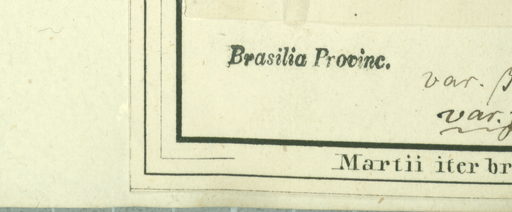 Brasilia Provinc.
var. β
var.
Martii iter br